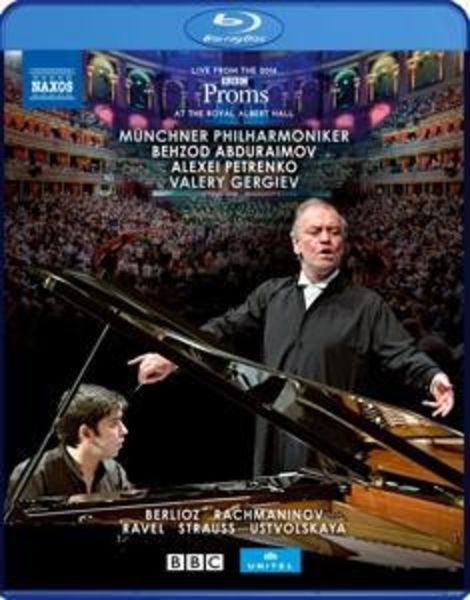 Blu-ray Disc
NAXOS
LIVE FROM THE 2016
BBC
Proms
AT THE ROYAL ALBERT HALL
MÜNCHNER PHILHARMONIKER
BEHZOD ABDURAIMOV
ALEXEI PETRENKO
VALERY GERGIEV
BERLIOZ RACHMANINOV
RAVEL STRAUSS USTVOLSKAYA
BBC
UNITEL